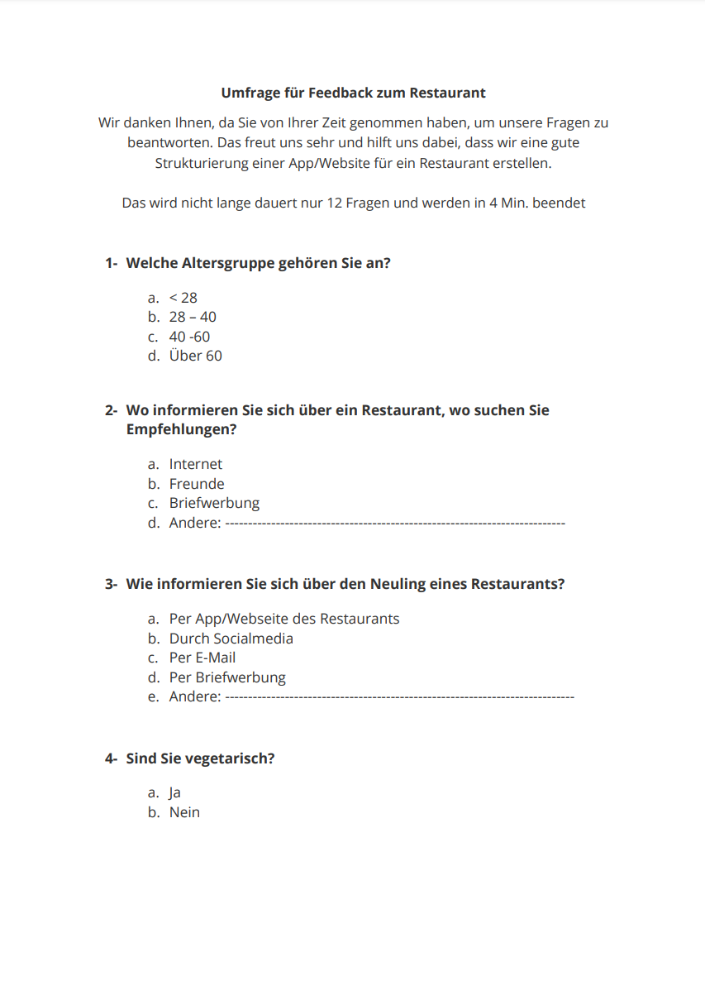 Umfrage für Feedback zum Restaurant
Wir danken Ihnen, da Sie von Ihrer Zeit genommen haben, um unsere Fragen zu
beantworten. Das freut uns sehr und hilft uns dabei, dass wir eine gute
Strukturierung einer App/Website für ein Restaurant erstellen.
Das wird nicht lange dauert nur 12 Fragen und werden in 4 Min. beendet
1- Welche Altersgruppe gehören Sie an?
a. < 28
b. 28 – 40
c. 40 -60
d. Über 60
2- Wo informieren Sie sich über ein Restaurant, wo suchen Sie
Empfehlungen?
a. Internet
b. Freunde
c. Briefwerbung
d. Andere: --------------------------------------------------------------------------
3- Wie informieren Sie sich über den Neuling eines Restaurants?
a. Per App/Webseite des Restaurants
b. Durch Socialmedia
c. Per E-Mail
d. Per Briefwerbung
e. Andere: ----------------------------------------------------------------------------
4- Sind Sie vegetarisch?
a. Ja
b. Nein